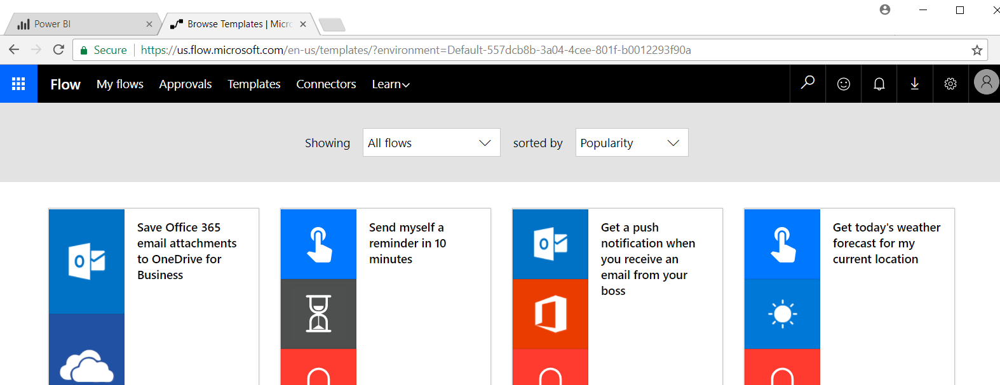 Power BI
Browse Templates | Micro
Secure https://us.flow.microsoft.com/en-us/templates/?environment=Default-557dcb8b-3a04-4cee-801f-b0012293f90a
Flow My flows Approvals Templates Connectors Learn
Showing All flows sorted by Popularity
Save Office 365
email attachments
to OneDrive for
Business
Send myself a
reminder in 10
minutes
Get a push
notification when
you receive an
email from your
boss
Get today's weather
forecast for my
current location